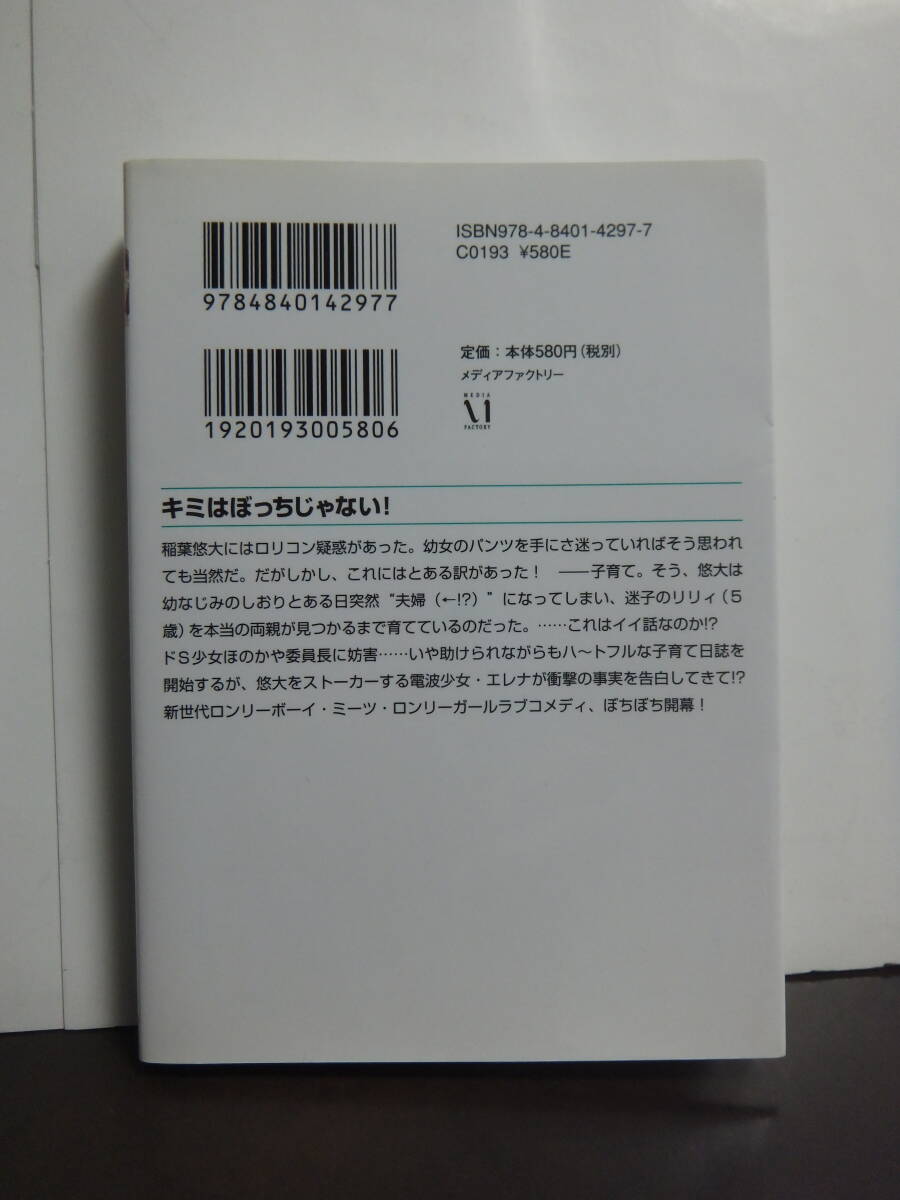 ISBN978-4-8401-4297-7
C0193 ¥580E
9784840142977
定価：本体580円（税別）
メディアファクトリー
MEDIA
FACTORY
1920193005806
キミはぼっちじゃない！
稲葉悠大にはロリコン疑惑があった。幼女のパンツを手にさ迷っていればそう思われ
ても当然だ。だがしかし、これにはとある訳があった！　――子育て。そう、悠大は
幼なじみのしおりとある日突然“夫婦（←!?）”になってしまい、迷子のリリィ（５
歳）を本当の両親が見つかるまで育てているのだった。……これはイイ話なのか!?
ドＳ少女ほのかや委員長に妨害……いや助けられながらもハ～トフルな子育て日誌を
開始するが、悠大をストーカーする電波少女・エレナが衝撃の事実を告白してきて!?
新世代ロンリーボーイ・ミーツ・ロンリーガールラブコメディ、ぼちぼち開幕！